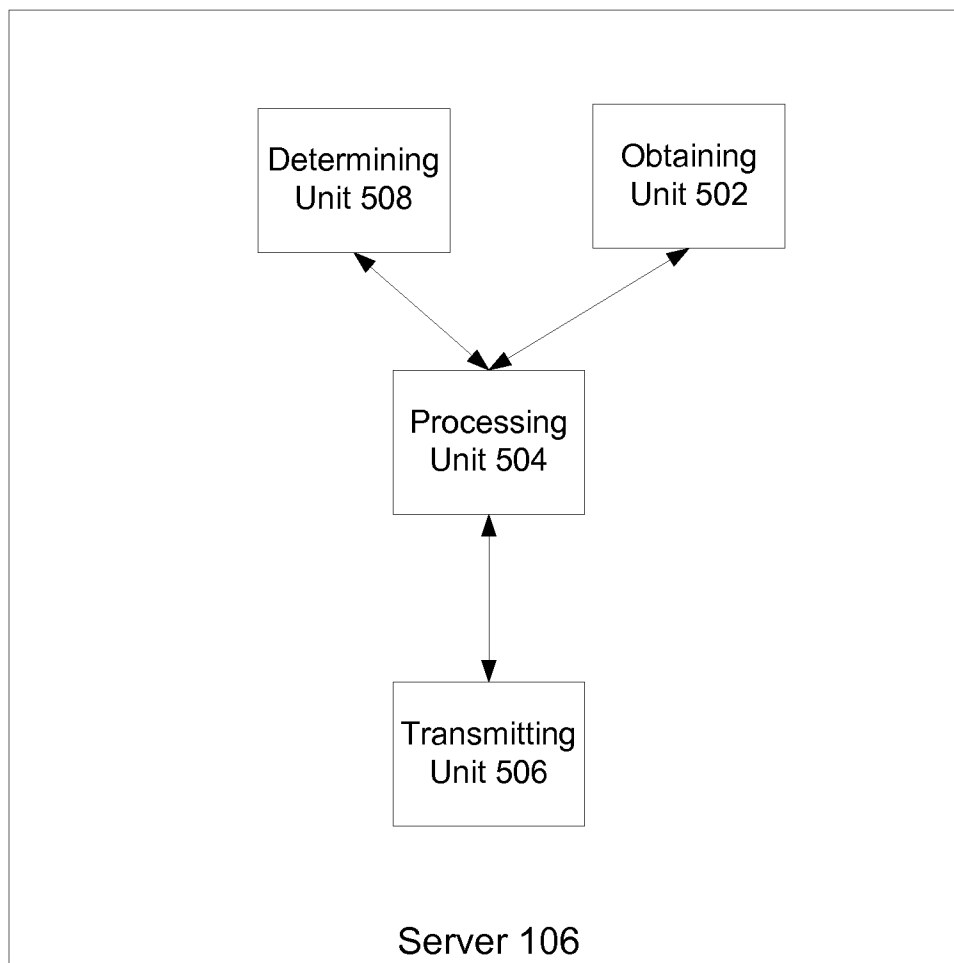 Determining
Unit 508
Obtaining
Unit 502
Processing
Unit 504
Transmitting
Unit 506
Server 106